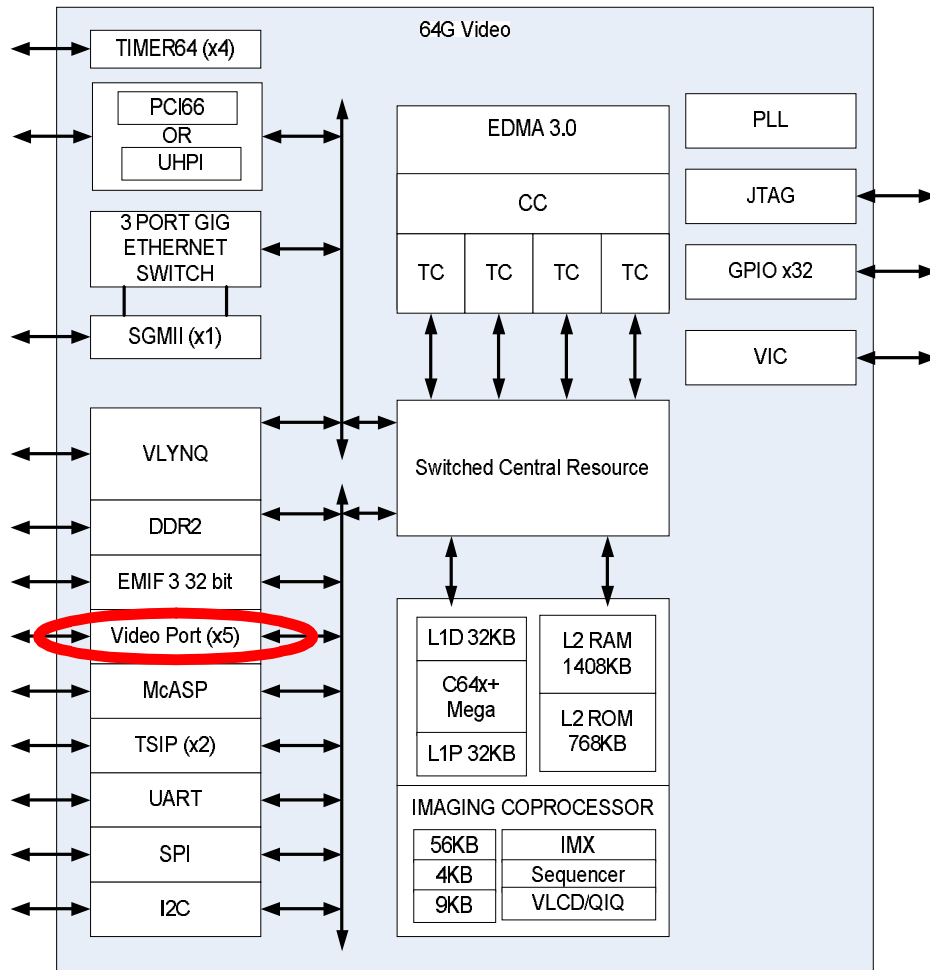 64G Video
TIMER64 (x4)
PCI66
OR
UHPI
3 PORT GIG
ETHERNET
SWITCH
SGMII (x1)
VLYNQ
DDR2
EMIF 3 32 bit
Video Port (x5)
McASP
TSIP (x2)
UART
SPI
I2C
EDMA 3.0
CC
TC TC TC TC
Switched Central Resource
L1D 32KB
C64x+
Mega
L1P 32KB
L2 RAM
1408KB
L2 ROM
768KB
IMAGING COPROCESSOR
56KB IMX
4KB Sequencer
9KB VLCD/QIQ
PLL
JTAG
GPIO x32
VIC